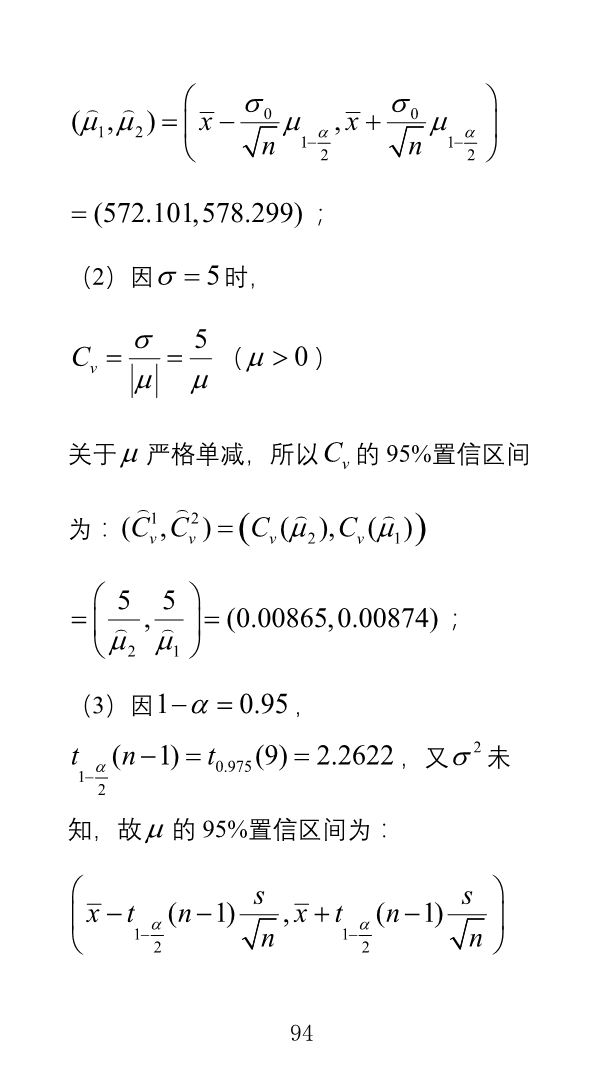 $(\widehat{\mu}_1,\widehat{\mu}_2)=\left(\overline{x}-\frac{\sigma_0}{\sqrt{n}}\mu_{1-\frac{\alpha}{2}},\overline{x}+\frac{\sigma_0}{\sqrt{n}}\mu_{1-\frac{\alpha}{2}}\right)$
$=(572.101,578.299)$；
（2）因$\sigma=5$时，
$C_v=\frac{\sigma}{|\mu|}=\frac{5}{\mu}$（$\mu>0$）
关于$\mu$严格单减，所以$C_v$的 95%置信区间
为：$(\widehat{C}_v^1,\widehat{C}_v^2)=\left(C_v(\widehat{\mu}_2),C_v(\widehat{\mu}_1)\right)$
$=\left(\frac{5}{\widehat{\mu}_2},\frac{5}{\widehat{\mu}_1}\right)=(0.00865,0.00874)$；
（3）因$1-\alpha=0.95$，
$t_{1-\frac{\alpha}{2}}(n-1)=t_{0.975}(9)=2.2622$，又$\sigma^2$未
知，故$\mu$的 95%置信区间为：
$\left(\overline{x}-t_{1-\frac{\alpha}{2}}(n-1)\frac{s}{\sqrt{n}},\overline{x}+t_{1-\frac{\alpha}{2}}(n-1)\frac{s}{\sqrt{n}}\right)$
94